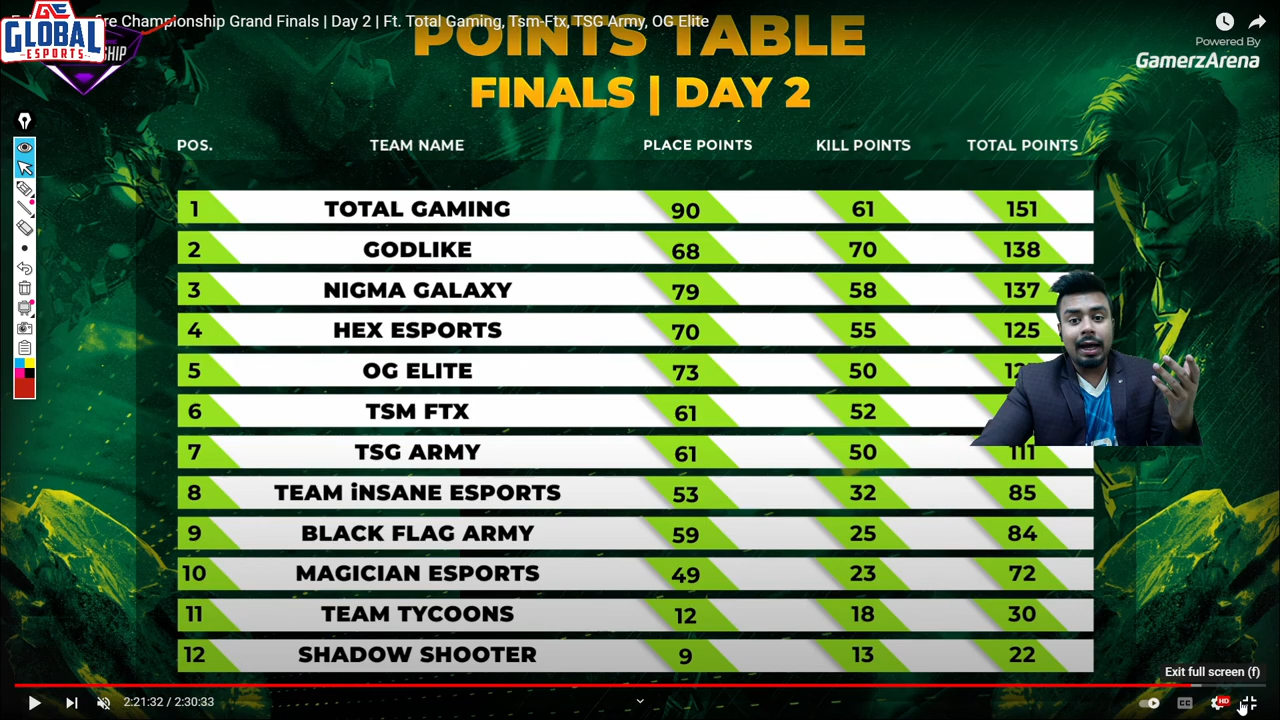 fire Championship Grand Finals | Day 2 | Ft. Total Gaming, Tsm-Ftx, TSG Army, OG Elite
GE
GLOBAL
ESPORTS
SHIP
POINTS TABLE
FINALS | DAY 2
Powered By
GamerzArena
POS. TEAM NAME PLACE POINTS KILL POINTS TOTAL POINTS
1 TOTAL GAMING 90 61 151
2 GODLIKE 68 70 138
3 NIGMA GALAXY 79 58 137
4 HEX ESPORTS 70 55 125
5 OG ELITE 73 50
6 TSM FTX 61 52
7 TSG ARMY 61 50 111
8 TEAM iNSANE ESPORTS 53 32 85
9 BLACK FLAG ARMY 59 25 84
10 MAGICIAN ESPORTS 49 23 72
11 TEAM TYCOONS 12 18 30
12 SHADOW SHOOTER 9 13 22
Exit full screen (f)
2:21:32 / 2:30:33
CC
HD